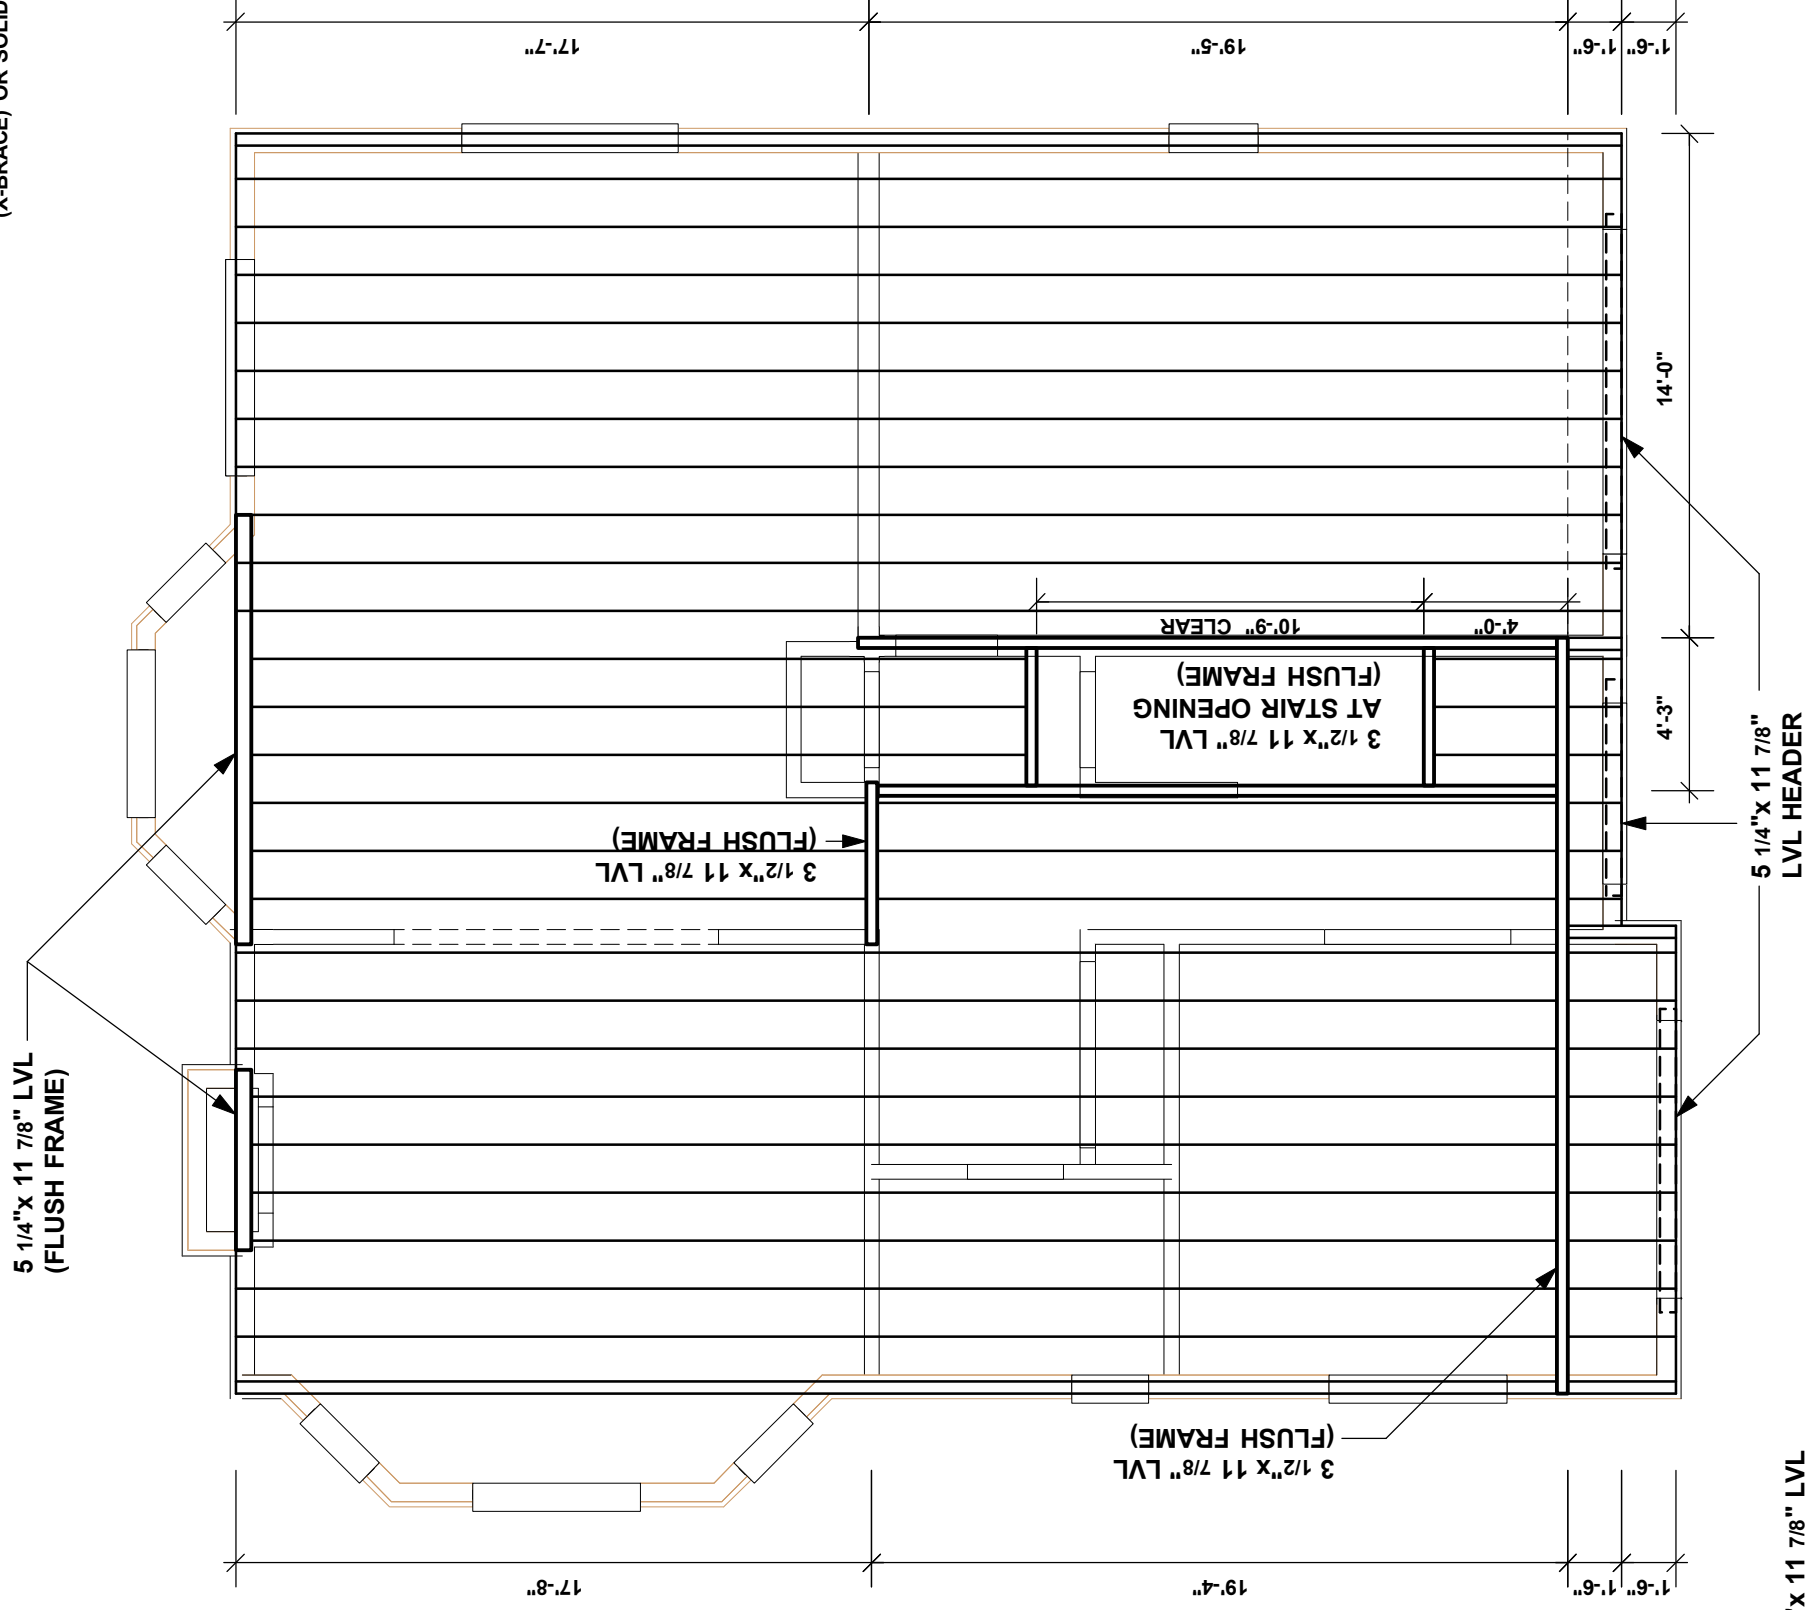 (X-BRACE) OR SOLID
17'-7"
19'-5"
1'-6"
1'-6"
5 1/4"x 11 7/8" LVL
(FLUSH FRAME)
14'-0"
10'-9" CLEAR
4'-0"
3 1/2"x 11 7/8" LVL
AT STAIR OPENING
(FLUSH FRAME)
4'-3"
3 1/2"x 11 7/8" LVL
(FLUSH FRAME)
5 1/4"x 11 7/8"
LVL HEADER
3 1/2"x 11 7/8" LVL
(FLUSH FRAME)
17'-8"
19'-4"
1'-6"
1'-6"
"x 11 7/8" LVL